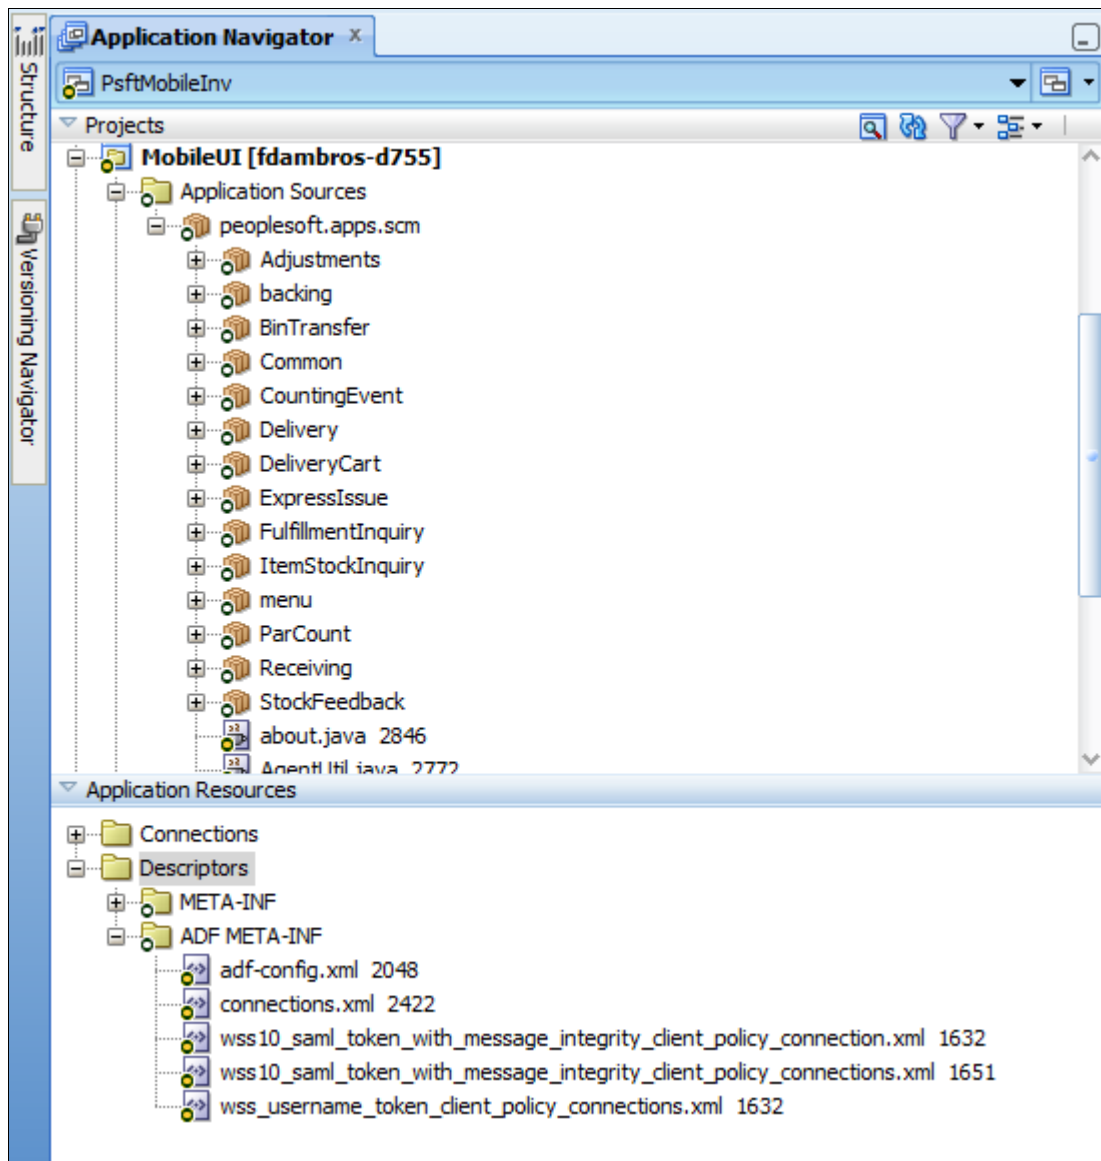 Structure
Versioning Navigator
Application Navigator x
PsftMobileInv
Projects
MobileUI [fdambros-d755]
Application Sources
peoplesoft.apps.scm
Adjustments
backing
BinTransfer
Common
CountingEvent
Delivery
DeliveryCart
ExpressIssue
FulfillmentInquiry
ItemStockInquiry
menu
ParCount
Receiving
StockFeedback
about.java 2846
AgentUtil.java 2772
Application Resources
Connections
Descriptors
META-INF
ADF META-INF
adf-config.xml 2048
connections.xml 2422
wss10_saml_token_with_message_integrity_client_policy_connection.xml 1632
wss10_saml_token_with_message_integrity_client_policy_connections.xml 1651
wss_username_token_client_policy_connections.xml 1632